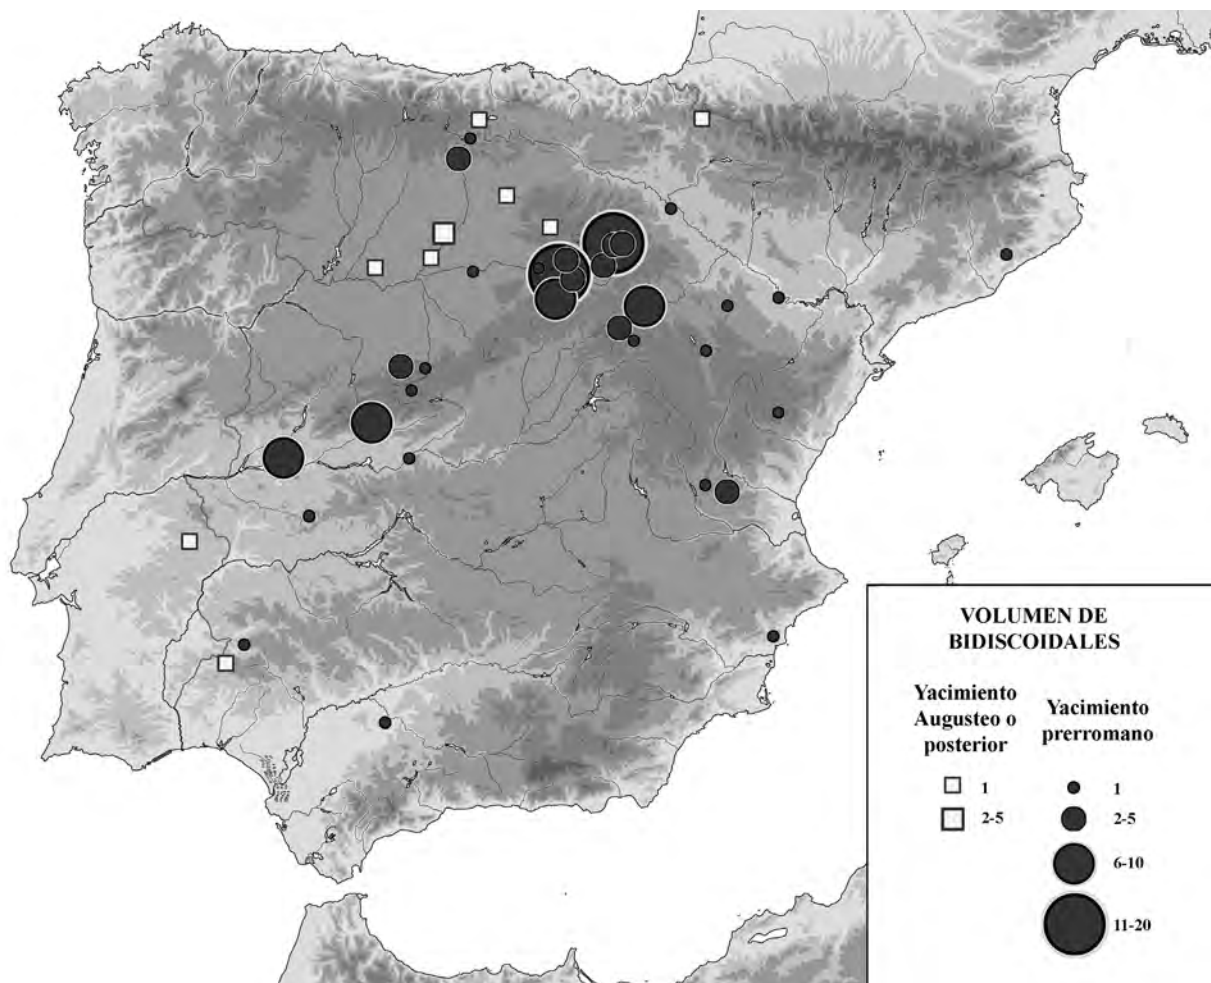 VOLUMEN DE
BIDISCOIDALES
Yacimiento
Augusteo o
posterior
1
2-5
Yacimiento
prerromano
1
2-5
6-10
11-20